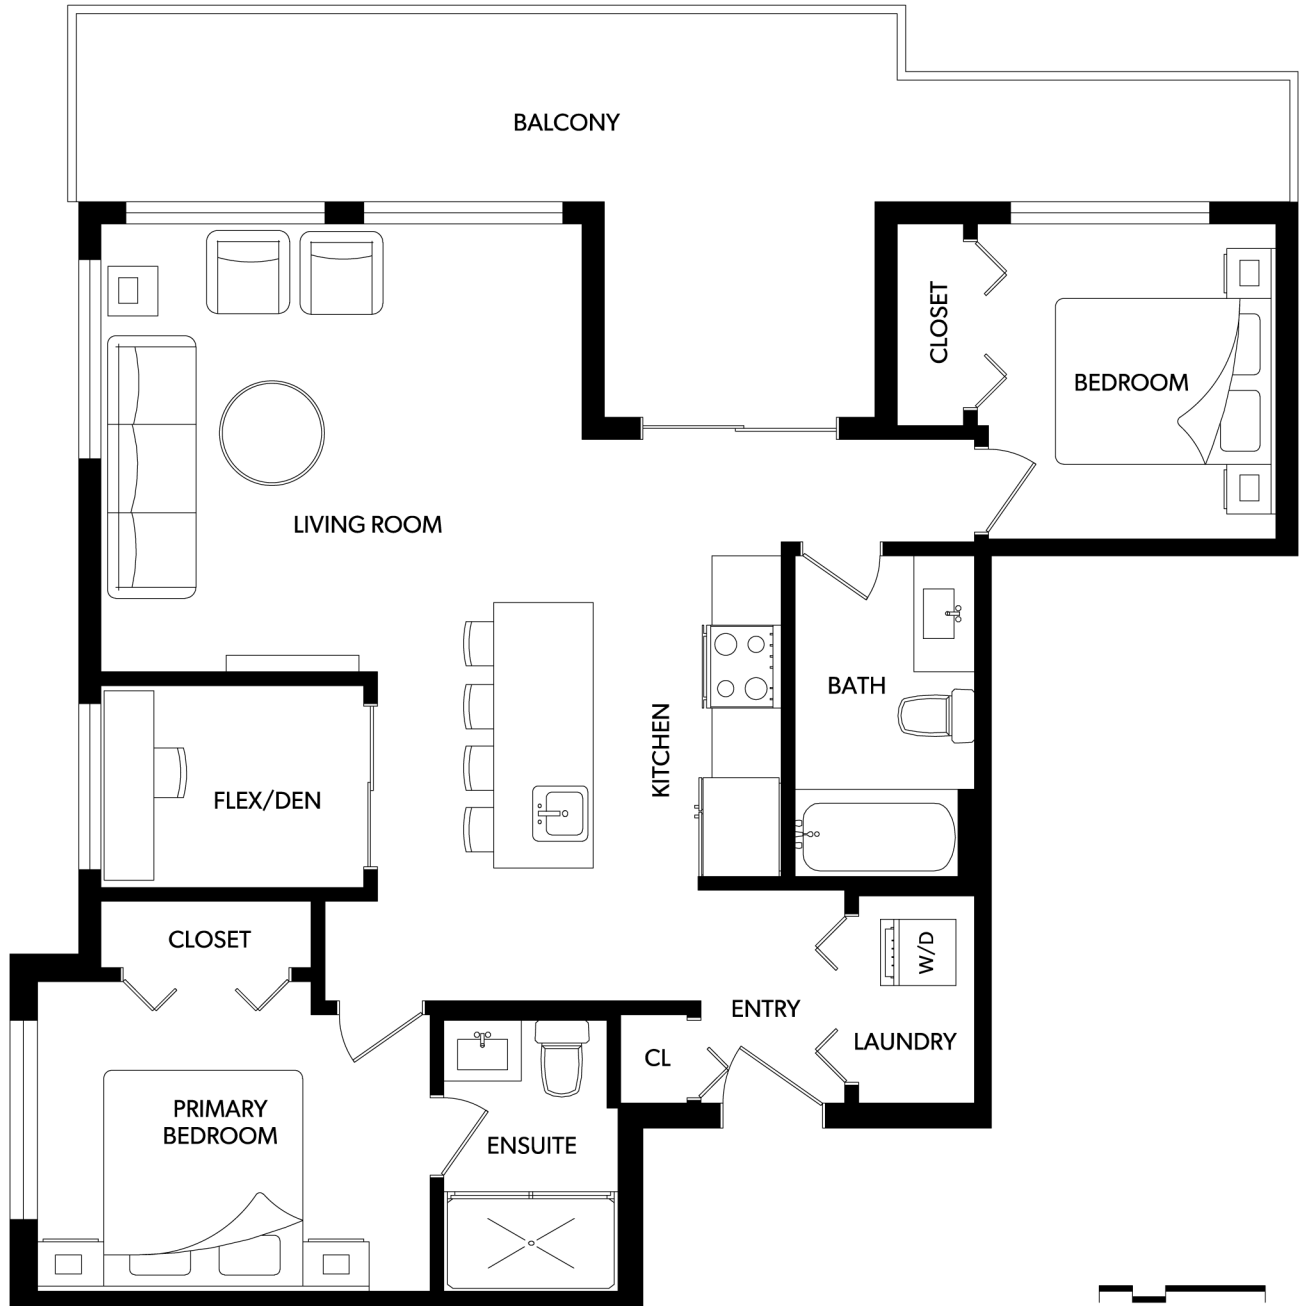 BALCONY
CLOSET
BEDROOM
LIVING ROOM
BATH
KITCHEN
FLEX/DEN
CLOSET
W/D
ENTRY
LAUNDRY
CL
PRIMARY
BEDROOM
ENSUITE